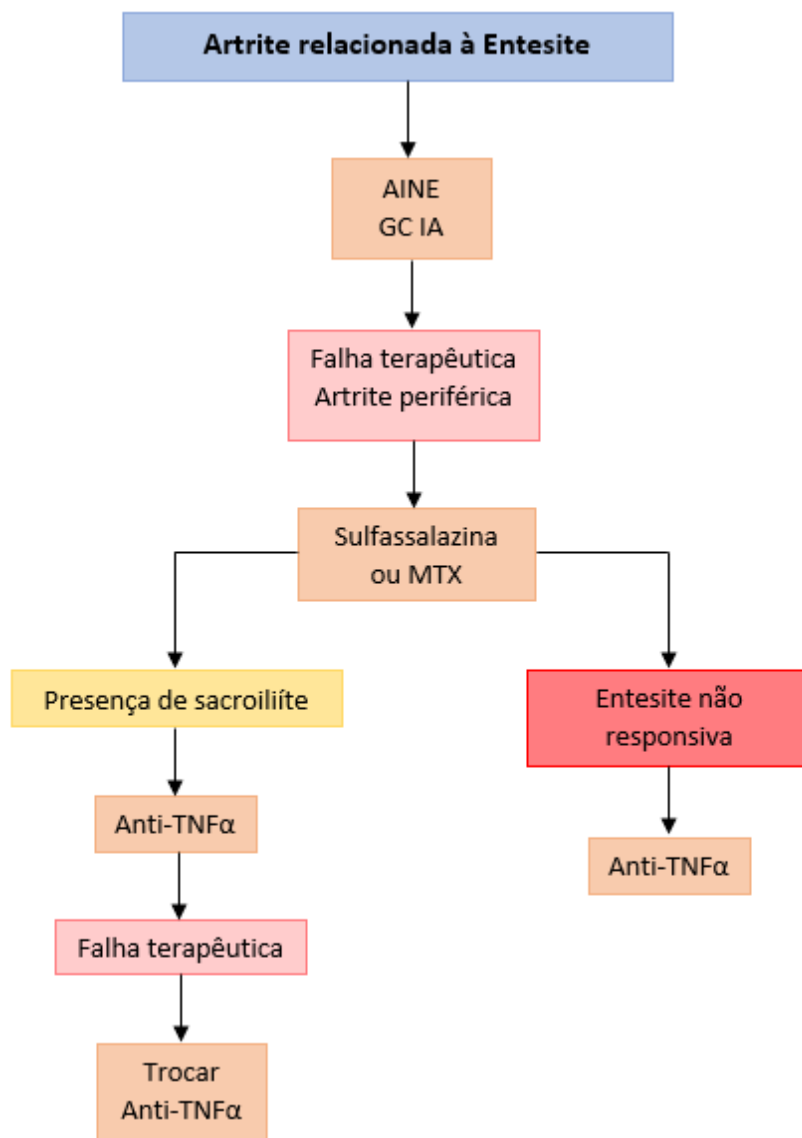 Artrite relacionada à Entesite
AINE
GC IA
Falha terapêutica
Artrite periférica
Sulfassalazina
ou MTX
Presença de sacroiliíte
Anti-TNFα
Falha terapêutica
Trocar
Anti-TNFα
Entesite não
responsiva
Anti-TNFα